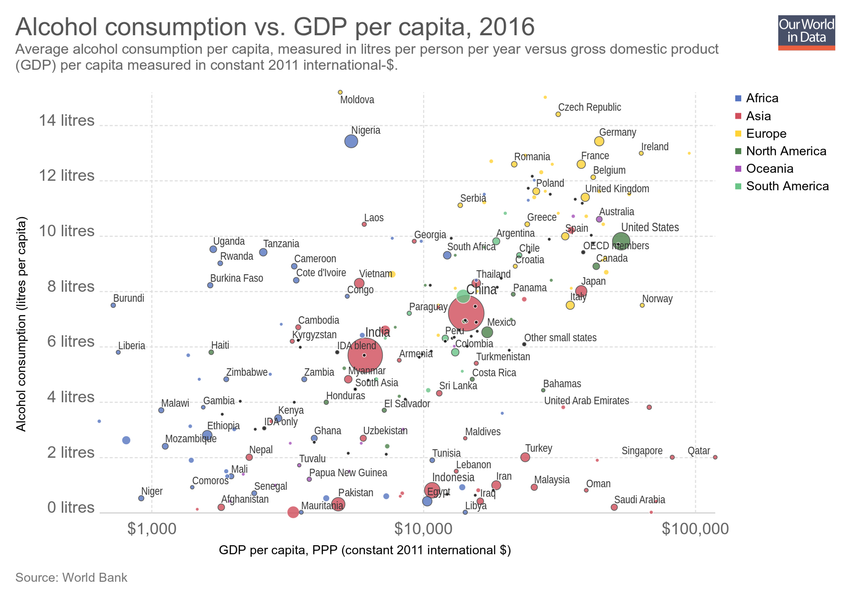 Alcohol consumption vs. GDP per capita, 2016
Our World
in Data
Average alcohol consumption per capita, measured in litres per person per year versus gross domestic product
(GDP) per capita measured in constant 2011 international-$.
Africa
Asia
Europe
North America
Oceania
South America
Alcohol consumption (litres per capita)
14 litres
12 litres
10 litres
8 litres
6 litres
4 litres
2 litres
0 litres
Moldova
Czech Republic
Nigeria
Germany
Ireland
Romania
France
Belgium
Poland
United Kingdom
Serbia
Laos
Greece
Australia
Georgia
Argentina
Spain
United States
Uganda
Tanzania
South Africa
Chile
OECD members
Rwanda
Cameroon
Croatia
Canada
Burkina Faso
Cote d'Ivoire
Vietnam
Thailand
Congo
China
Panama
Japan
Burundi
Paraguay
Italy
Norway
Cambodia
Mexico
Kyrgyzstan
India
Peru
Other small states
Liberia
Haiti
IDA blend
Armenia
Colombia
Turkmenistan
Zimbabwe
Zambia
Myanmar
South Asia
Costa Rica
Sri Lanka
Bahamas
Malawi
Gambia
Honduras
El Salvador
United Arab Emirates
Kenya
Ethiopia
IDA only
Mozambique
Ghana
Uzbekistan
Maldives
Nepal
Tuvalu
Tunisia
Turkey
Singapore
Qatar
Mali
Papua New Guinea
Lebanon
Comoros
Senegal
Indonesia
Iran
Malaysia
Oman
Niger
Afghanistan
Mauritania
Pakistan
Egypt
Iraq
Libya
Saudi Arabia
$1,000
$10,000
$100,000
GDP per capita, PPP (constant 2011 international $)
Source: World Bank